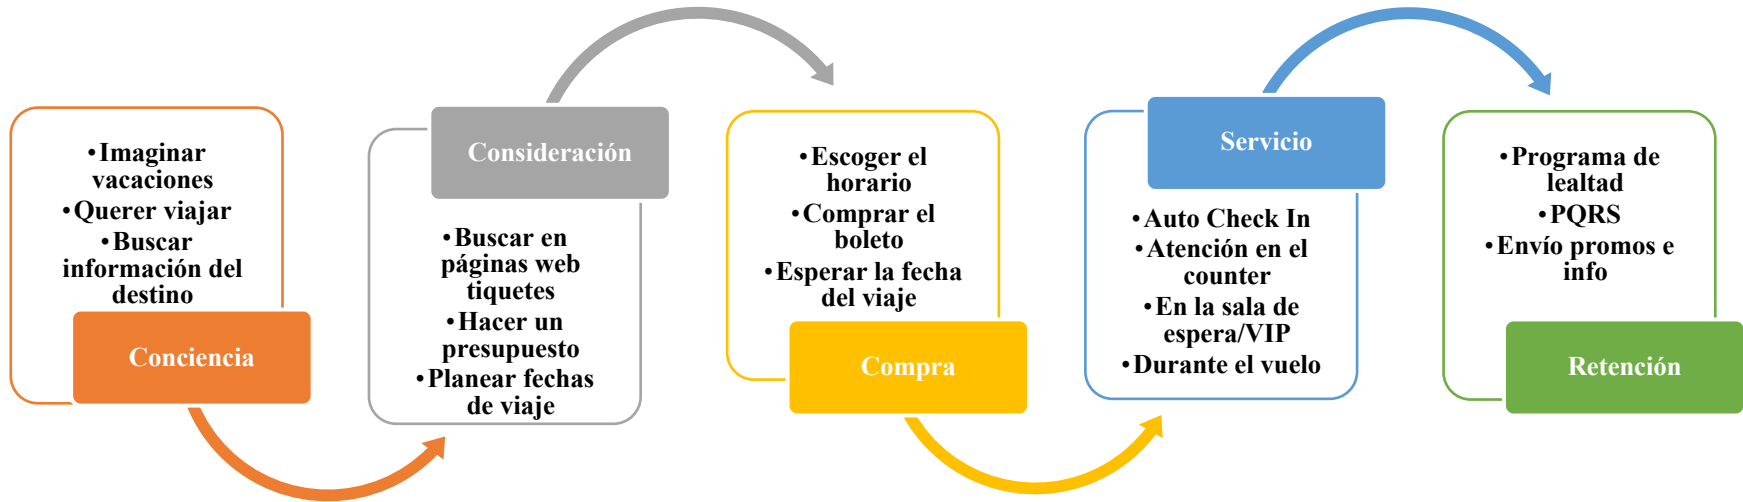 •Imaginar
vacaciones
•Querer viajar
•Buscar
información del
destino
Conciencia
Consideración
•Buscar en
páginas web
tiquetes
•Hacer un
presupuesto
•Planear fechas
de viaje
•Escoger el
horario
•Comprar el
boleto
•Esperar la fecha
del viaje
Compra
Servicio
•Auto Check In
•Atención en el
counter
•En la sala de
espera/VIP
•Durante el vuelo
•Programa de
lealtad
•PQRS
•Envío promos e
info
Retención